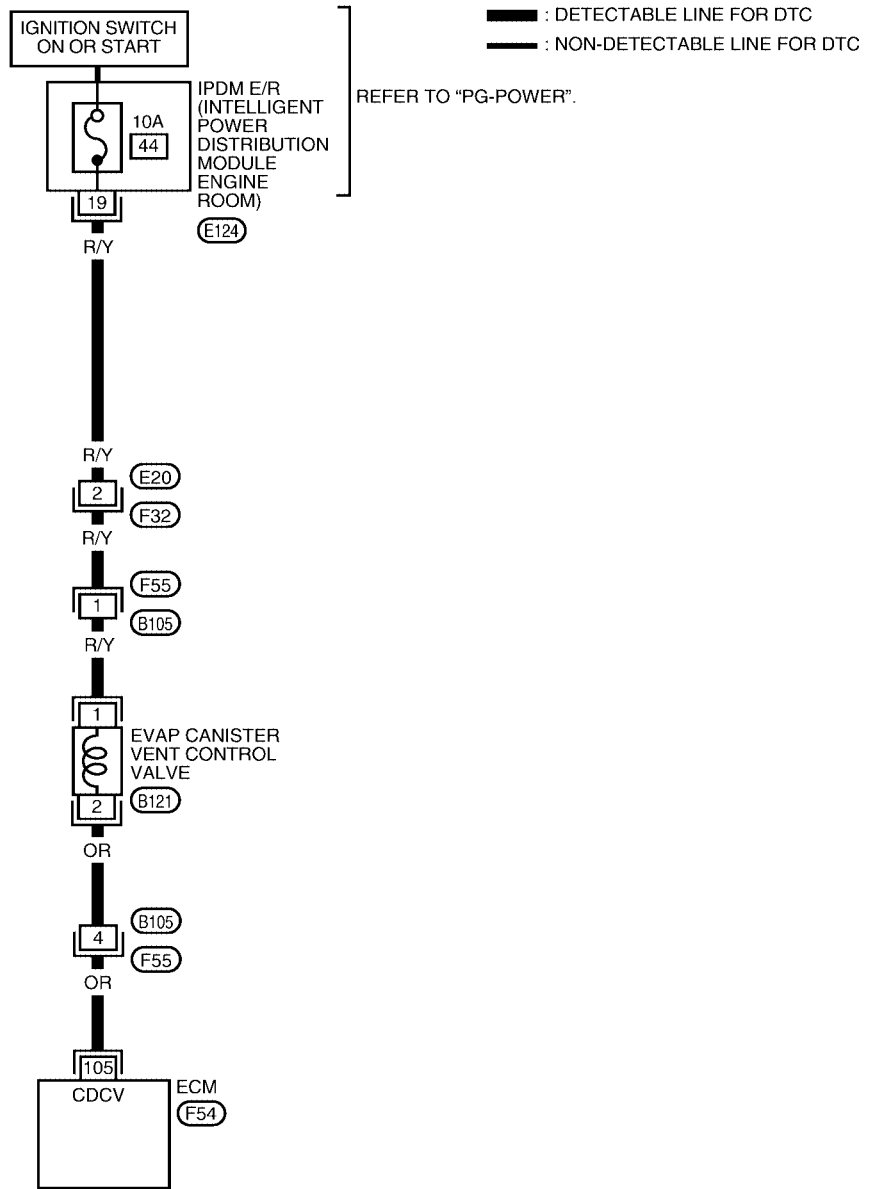 IGNITION SWITCH
ON OR START
: DETECTABLE LINE FOR DTC
: NON-DETECTABLE LINE FOR DTC
IPDM E/R
(INTELLIGENT
POWER
DISTRIBUTION
MODULE
ENGINE
ROOM)
REFER TO “PG-POWER”.
10A
44
19
E124
R/Y
R/Y
E20
2
F32
R/Y
F55
1
B105
R/Y
1
EVAP CANISTER
VENT CONTROL
VALVE
B121
2
OR
B105
4
F55
OR
105
CDCV
ECM
F54